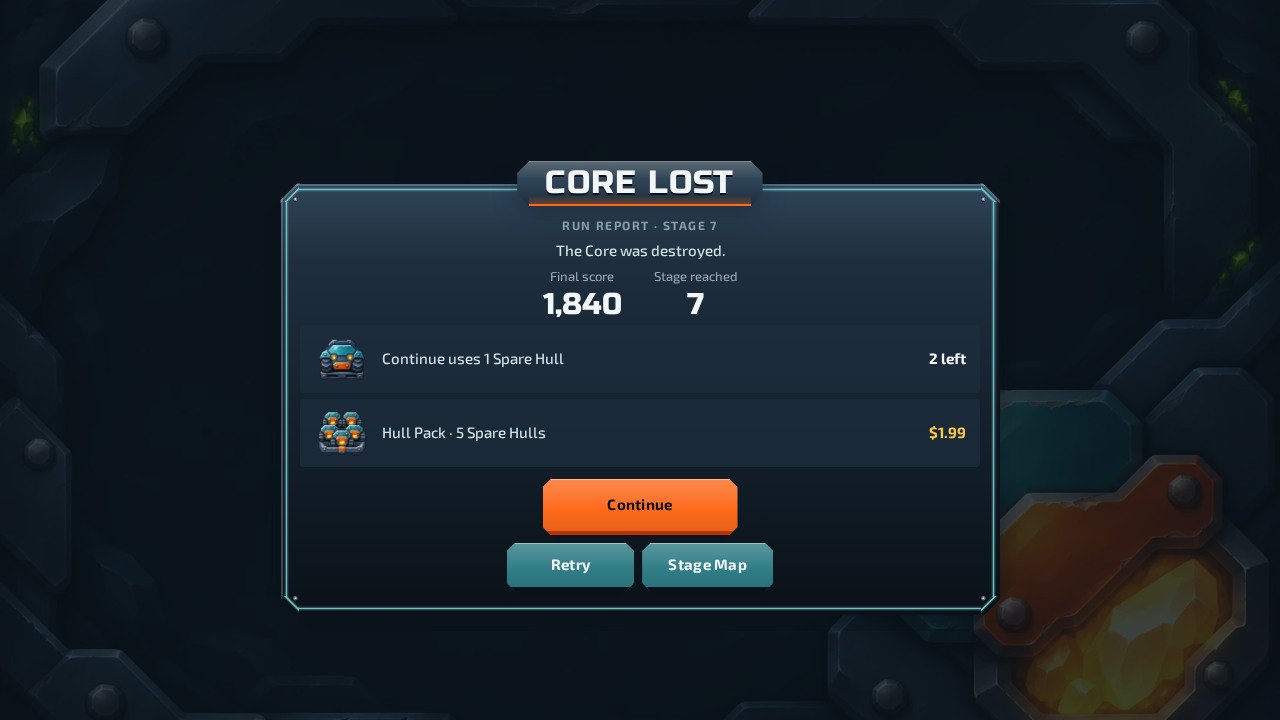 CORE LOST
RUN REPORT · STAGE 7
The Core was destroyed.
Final score Stage reached
1,840 7
Continue uses 1 Spare Hull 2 left
Hull Pack · 5 Spare Hulls $1.99
Continue
Retry Stage Map